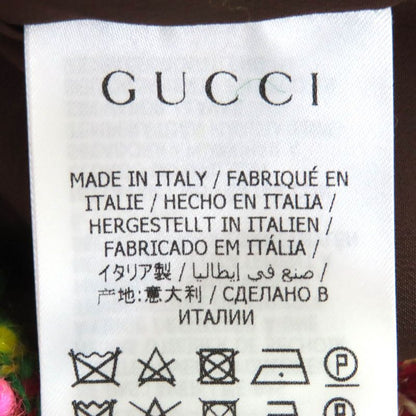 GUCCI
MADE IN ITALY / FABRIQUÉ EN
ITALIE / HECHO EN ITALIA /
HERGESTELLT IN ITALIEN /
FABRICADO EM ITÁLIA /
イタリア製 / صنع في إيطاليا /
产地:意大利 / СДЕЛАНО В
ИТАЛИИ
P